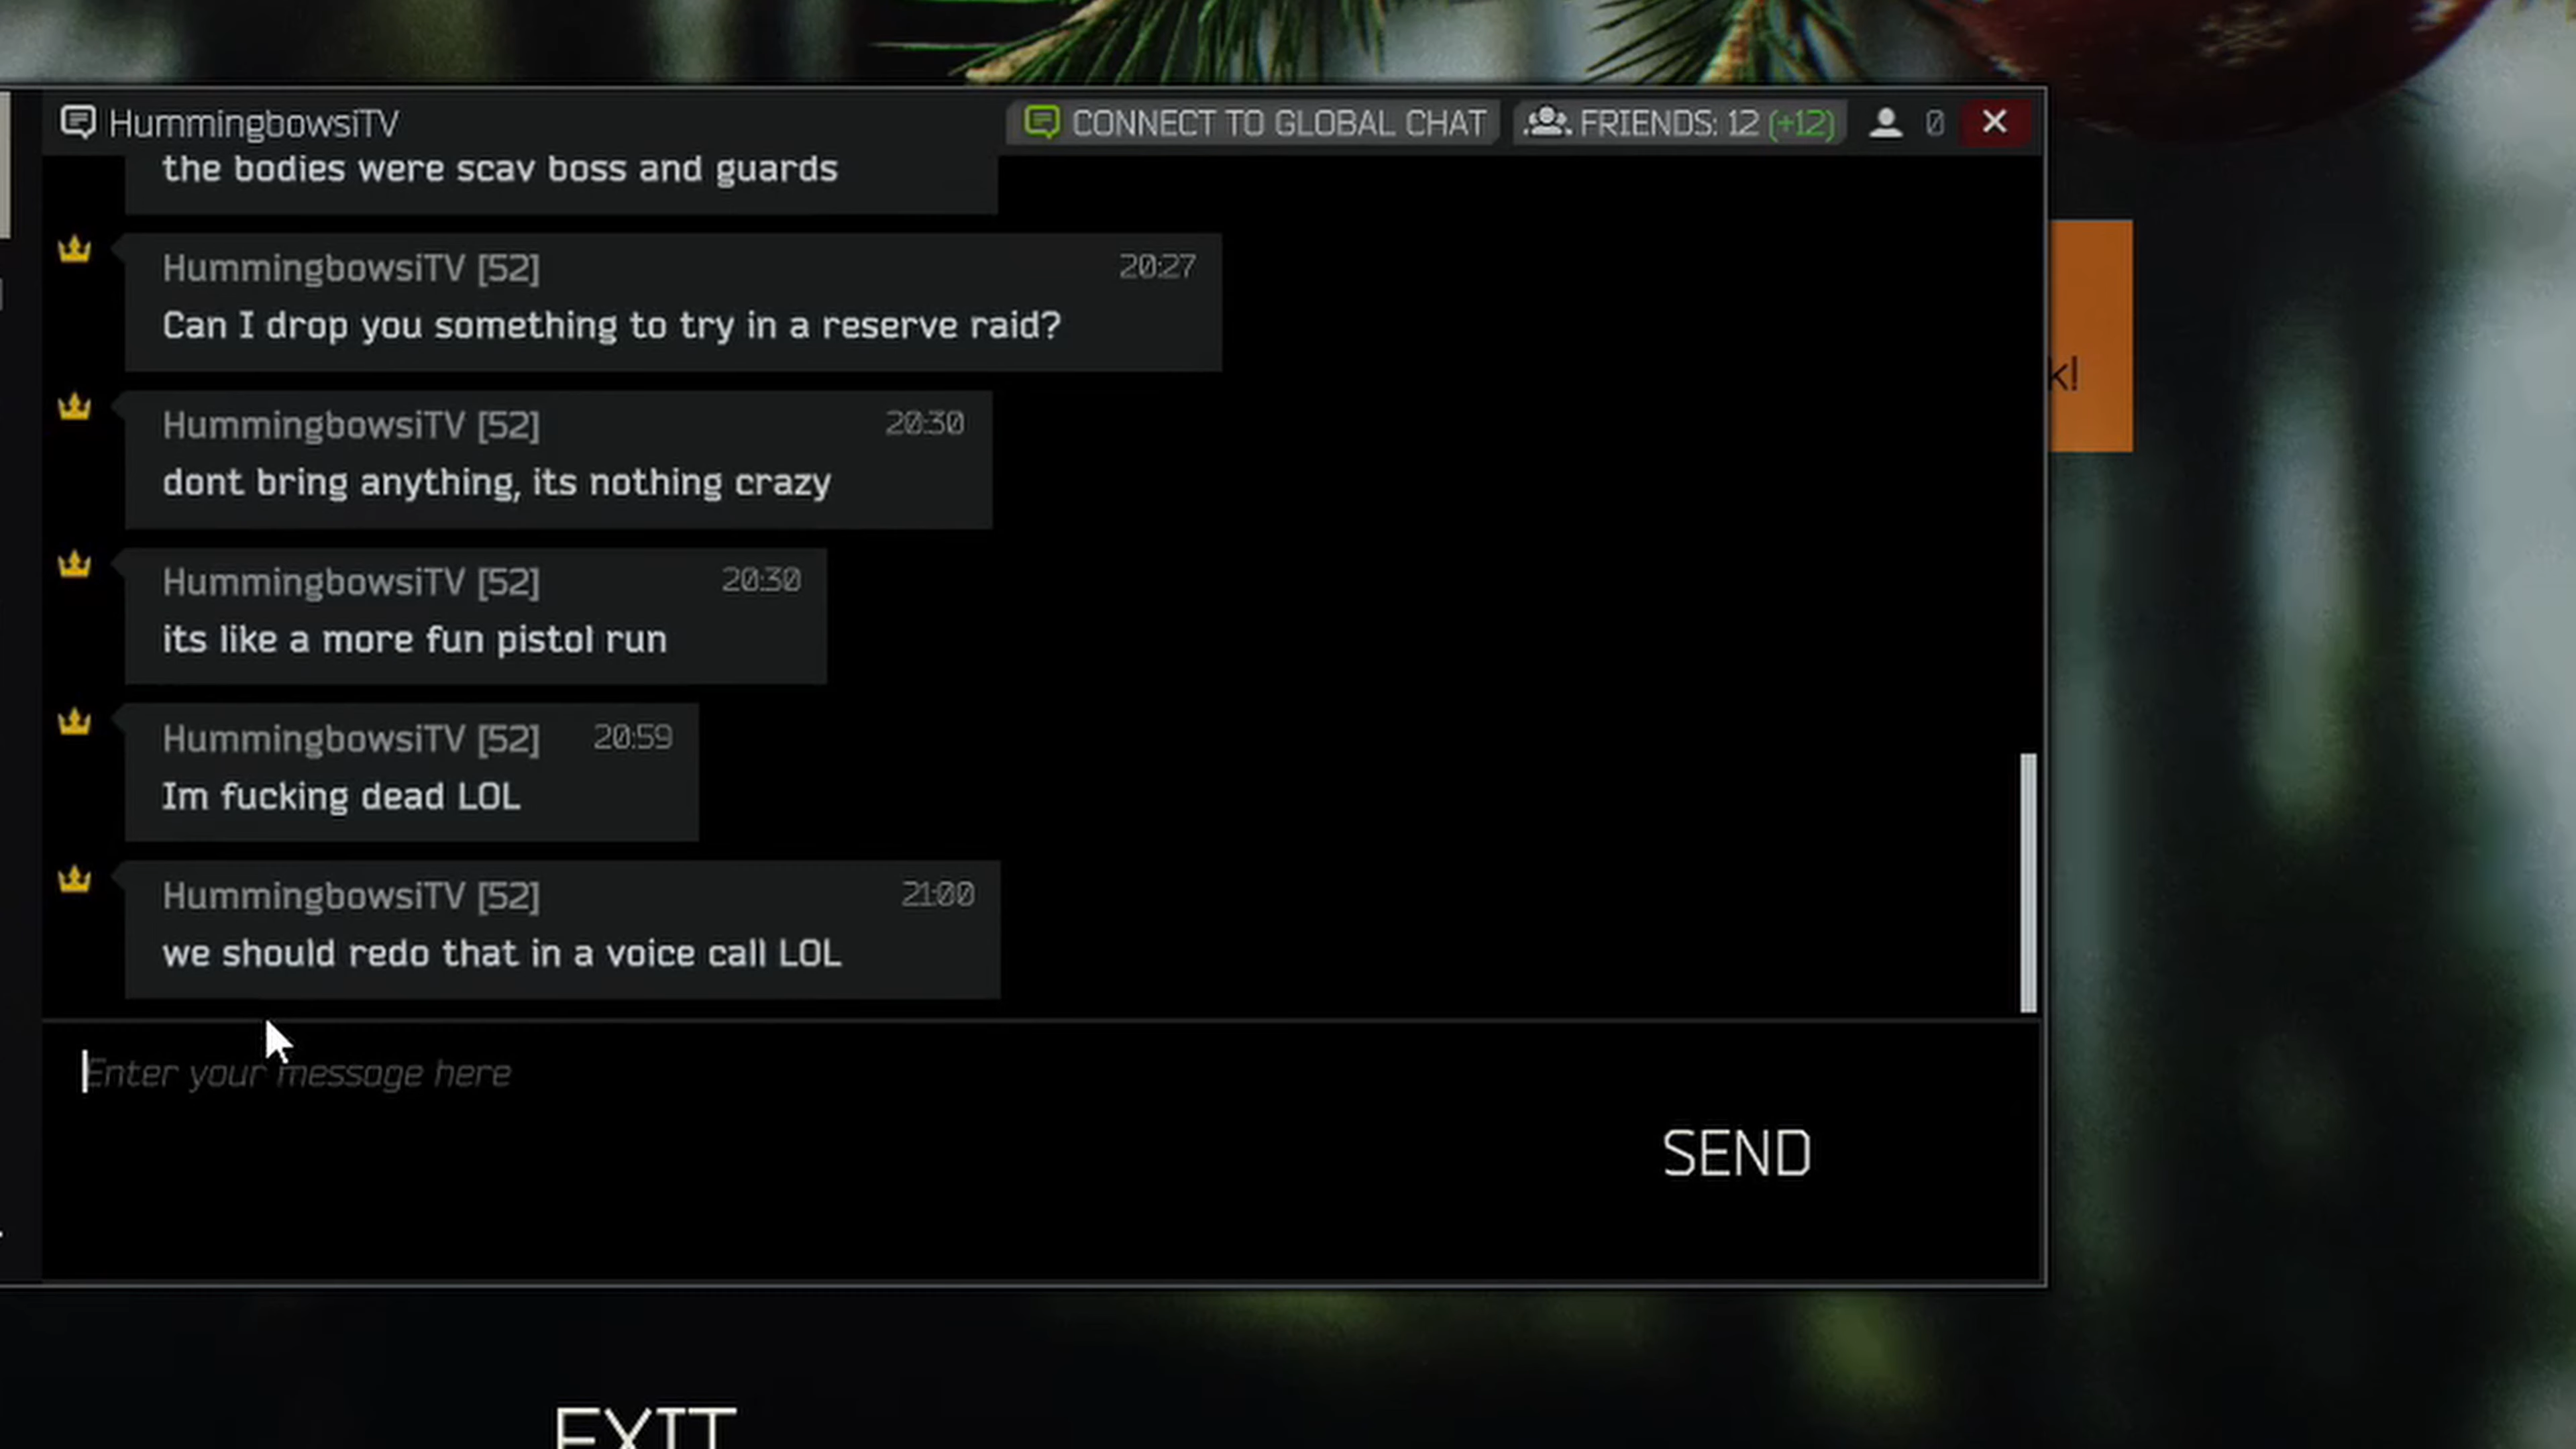 HummingbowsiTV
CONNECT TO GLOBAL CHAT
FRIENDS: 12 (+12)
0
the bodies were scav boss and guards
HummingbowsiTV [52] 20:27
Can I drop you something to try in a reserve raid?
HummingbowsiTV [52] 20:30
dont bring anything, its nothing crazy
HummingbowsiTV [52] 20:30
its like a more fun pistol run
HummingbowsiTV [52] 20:59
Im fucking dead LOL
HummingbowsiTV [52] 21:00
we should redo that in a voice call LOL
Enter your message here
SEND
EXIT